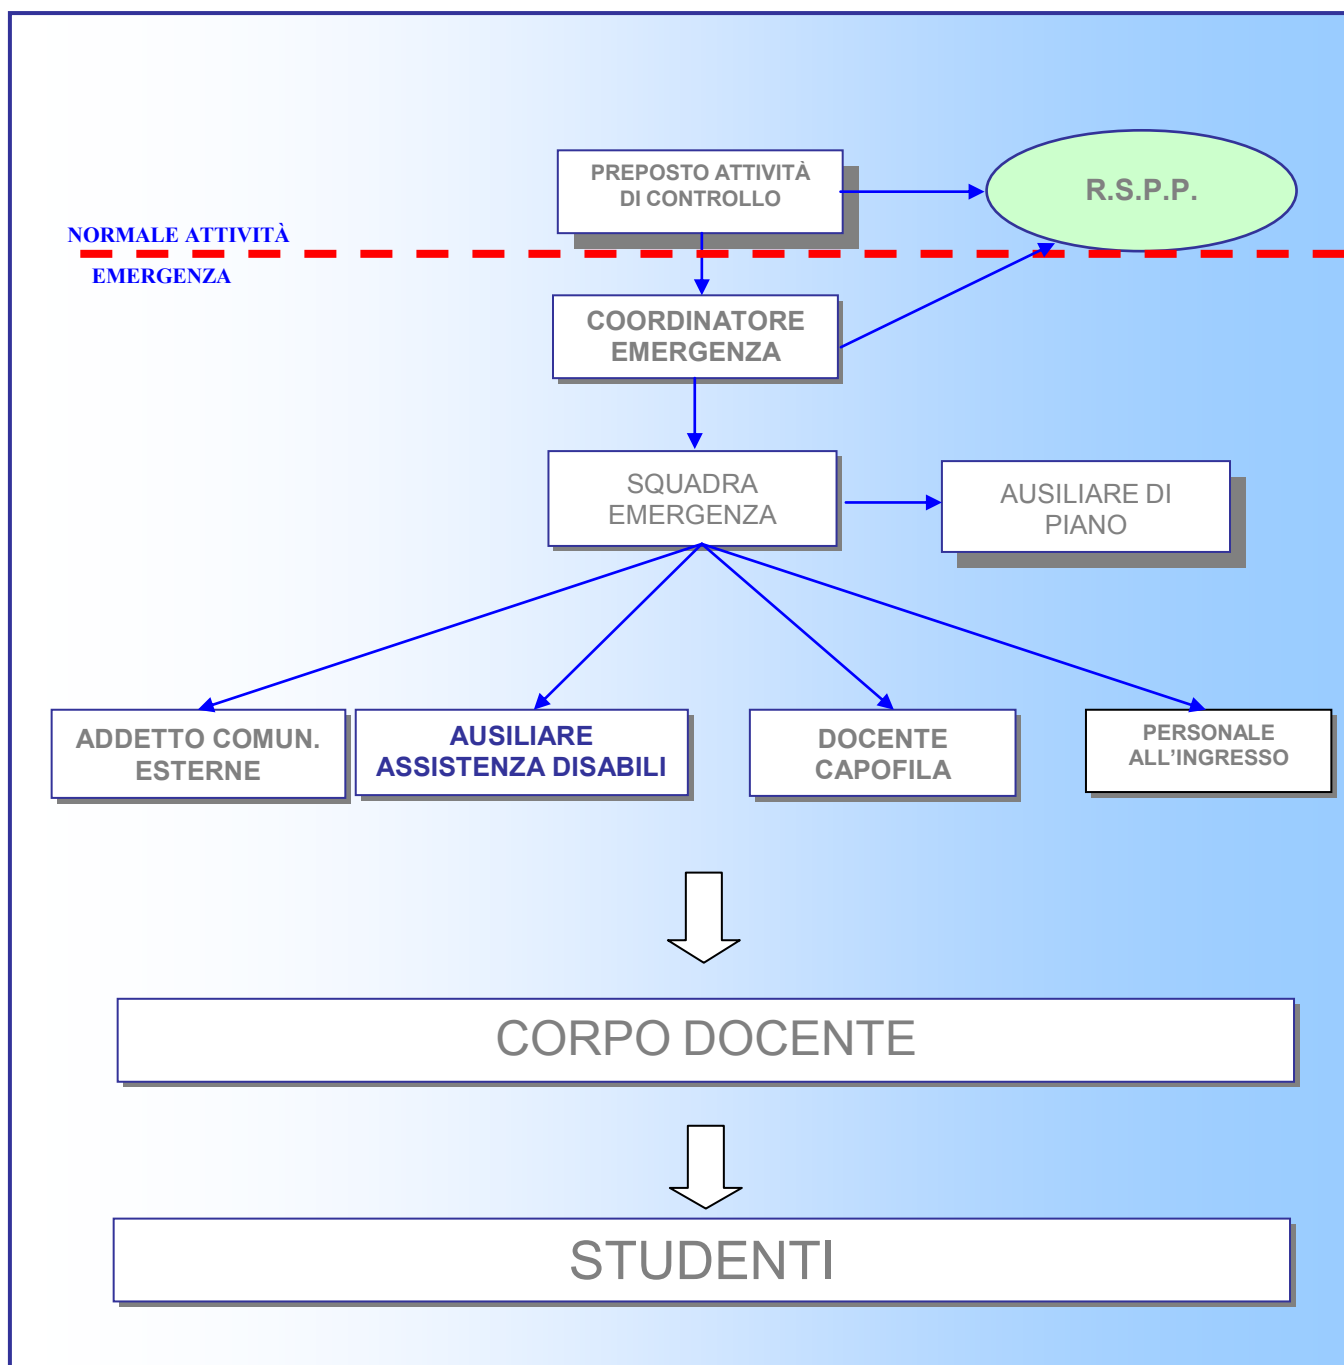 PREPOSTO ATTIVITÀ
DI CONTROLLO
R.S.P.P.
NORMALE ATTIVITÀ
EMERGENZA
COORDINATORE
EMERGENZA
SQUADRA
EMERGENZA
AUSILIARE DI
PIANO
ADDETTO COMUN.
ESTERNE
AUSILIARE
ASSISTENZA DISABILI
DOCENTE
CAPOFILA
PERSONALE
ALL’INGRESSO
CORPO DOCENTE
STUDENTI